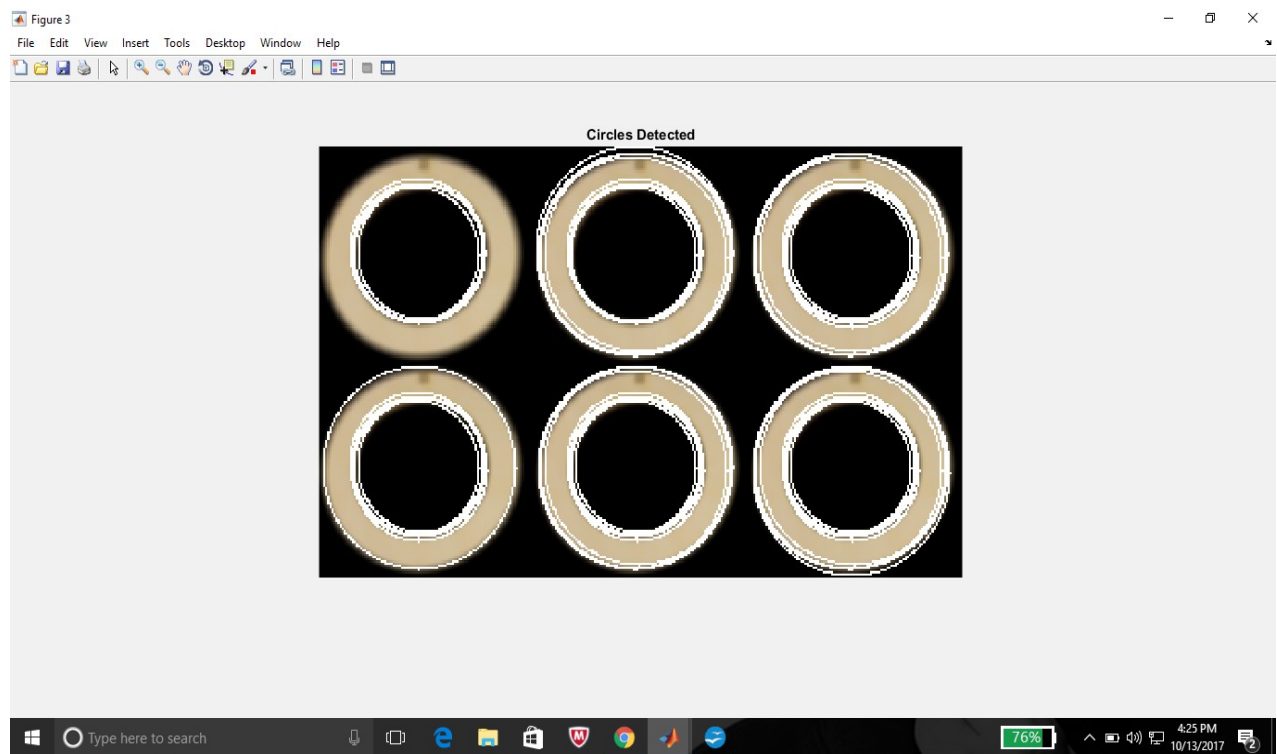 Figure 3
File Edit View Insert Tools Desktop Window Help
Circles Detected
Type here to search
76%
4:25 PM
10/13/2017
2